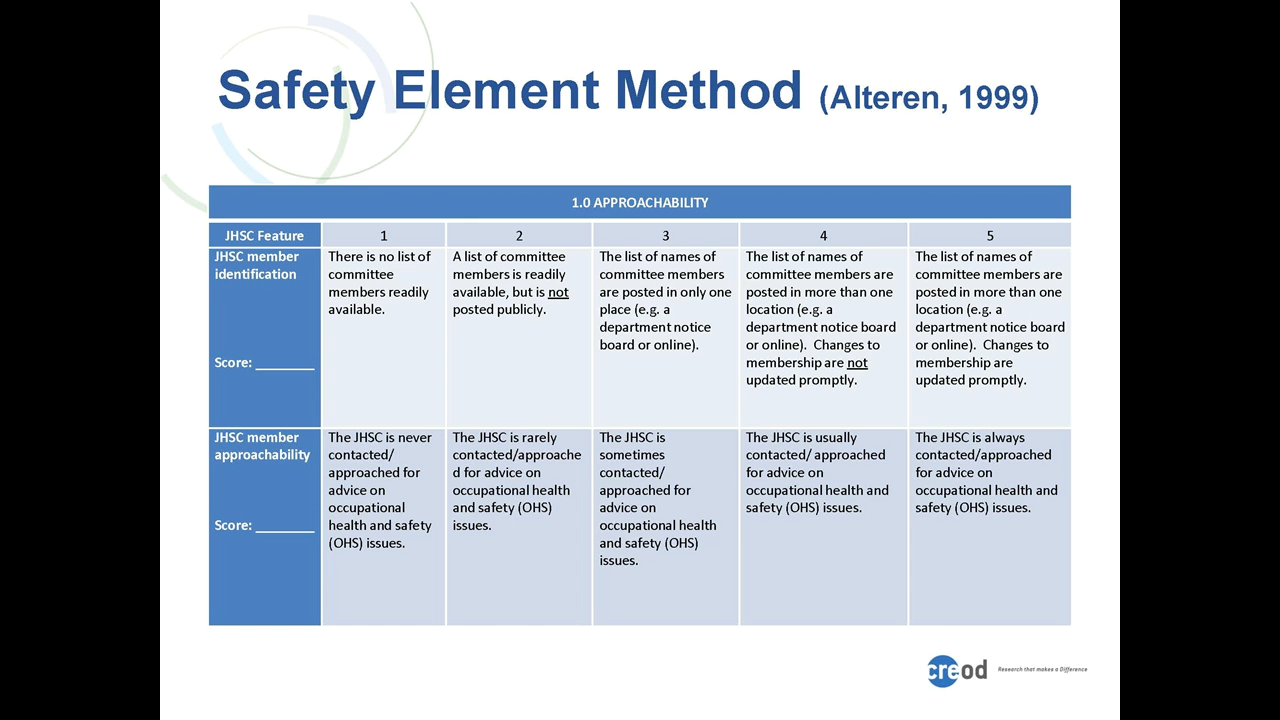 Safety Element Method (Alteren, 1999)
1.0 APPROACHABILITY
JHSC Feature
1
2
3
4
5
JHSC member
identification
Score: ________
There is no list of
committee
members readily
available.
A list of committee
members is readily
available, but is not
posted publicly.
The list of names of
committee members
are posted in only one
place (e.g. a
department notice
board or online).
The list of names of
committee members are
posted in more than one
location (e.g. a
department notice board
or online).  Changes to
membership are not
updated promptly.
The list of names of
committee members are
posted in more than one
location (e.g. a
department notice board
or online).  Changes to
membership are
updated promptly.
JHSC member
approachability
Score: ________
The JHSC is never
contacted/
approached for
advice on
occupational
health and safety
(OHS) issues.
The JHSC is rarely
contacted/approache
d for advice on
occupational health
and safety (OHS)
issues.
The JHSC is
sometimes
contacted/
approached for
advice on
occupational health
and safety (OHS)
issues.
The JHSC is usually
contacted/ approached
for advice on
occupational health and
safety (OHS) issues.
The JHSC is always
contacted/approached
for advice on
occupational health and
safety (OHS) issues.
creod
Research that makes a Difference